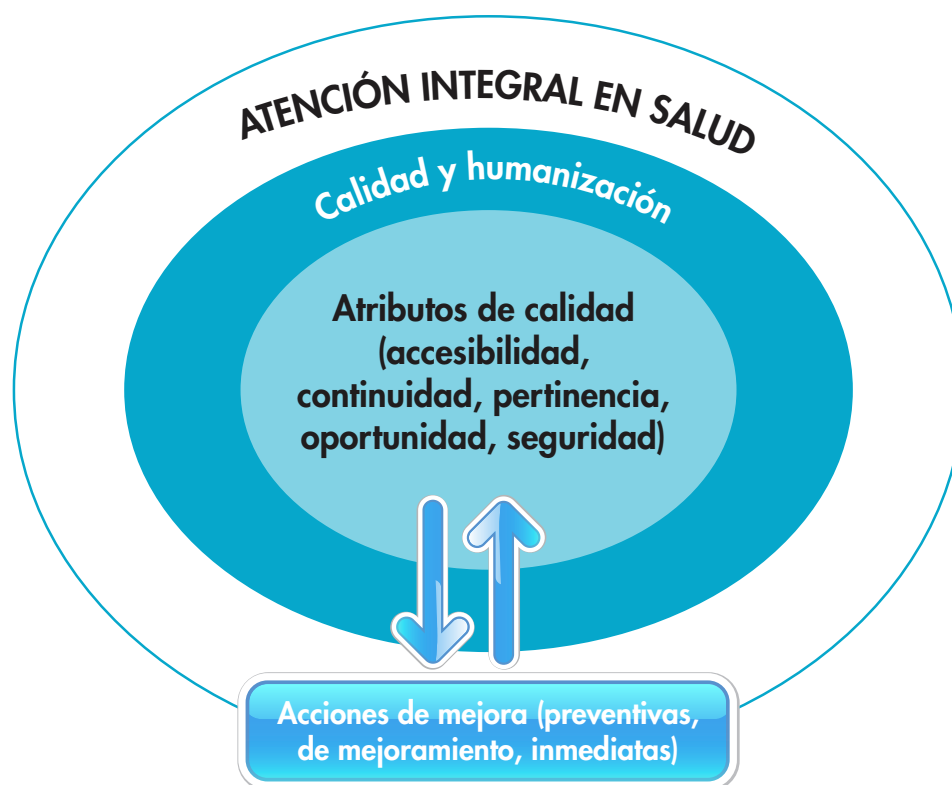 ATENCIÓN INTEGRAL EN SALUD
Calidad y humanización
Atributos de calidad
(accesibilidad,
continuidad, pertinencia,
oportunidad, seguridad)
Acciones de mejora (preventivas,
de mejoramiento, inmediatas)